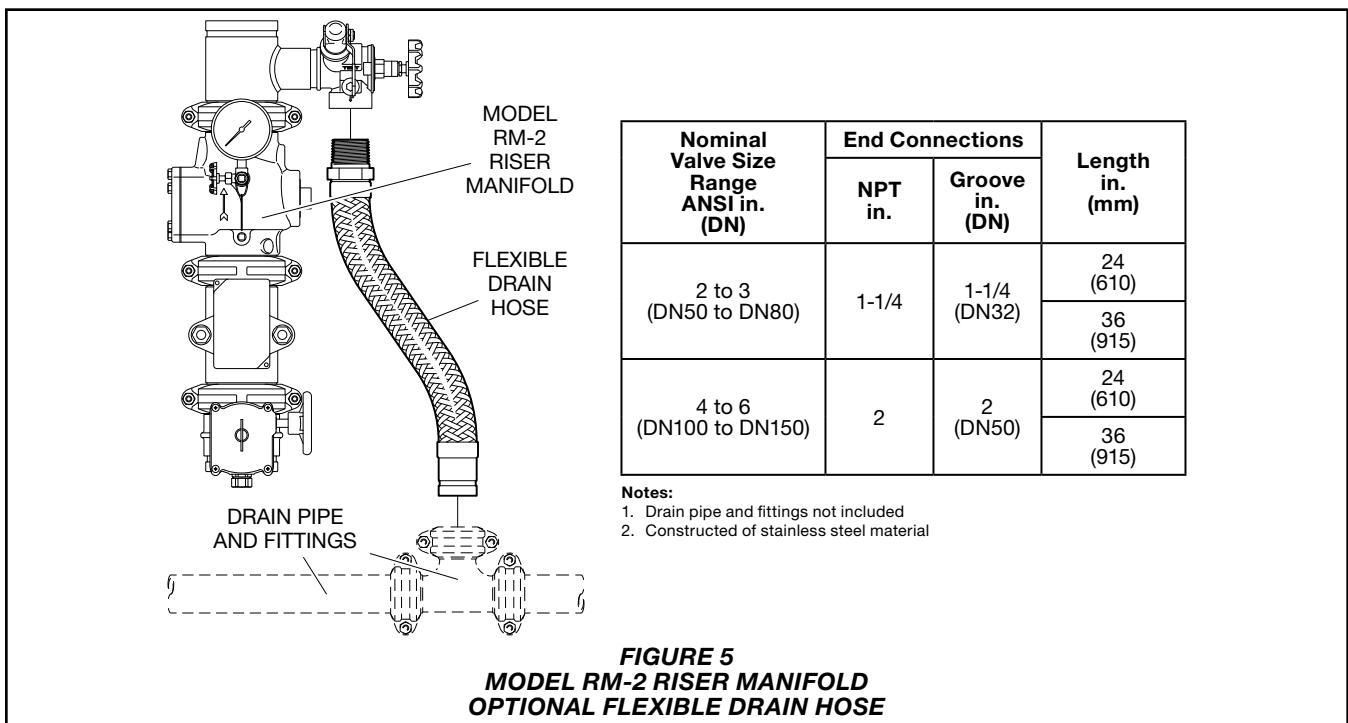 MODEL
RM-2
RISER
MANIFOLD
FLEXIBLE
DRAIN
HOSE
DRAIN PIPE
AND FITTINGS
Nominal
Valve Size
Range
ANSI in.
(DN)
End Connections
NPT
in.
Groove
in.
(DN)
Length
in.
(mm)
2 to 3
(DN50 to DN80)
1-1/4
1-1/4
(DN32)
24
(610)
36
(915)
4 to 6
(DN100 to DN150)
2
2
(DN50)
24
(610)
36
(915)
Notes:
1. Drain pipe and fittings not included
2. Constructed of stainless steel material
FIGURE 5
MODEL RM-2 RISER MANIFOLD
OPTIONAL FLEXIBLE DRAIN HOSE